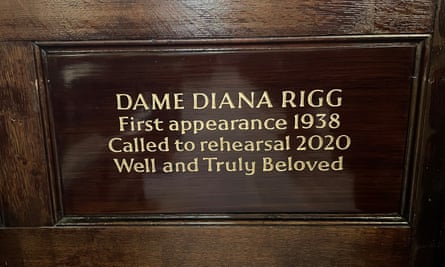 DAME DIANA RIGG
First appearance 1938
Called to rehearsal 2020
Well and Truly Beloved